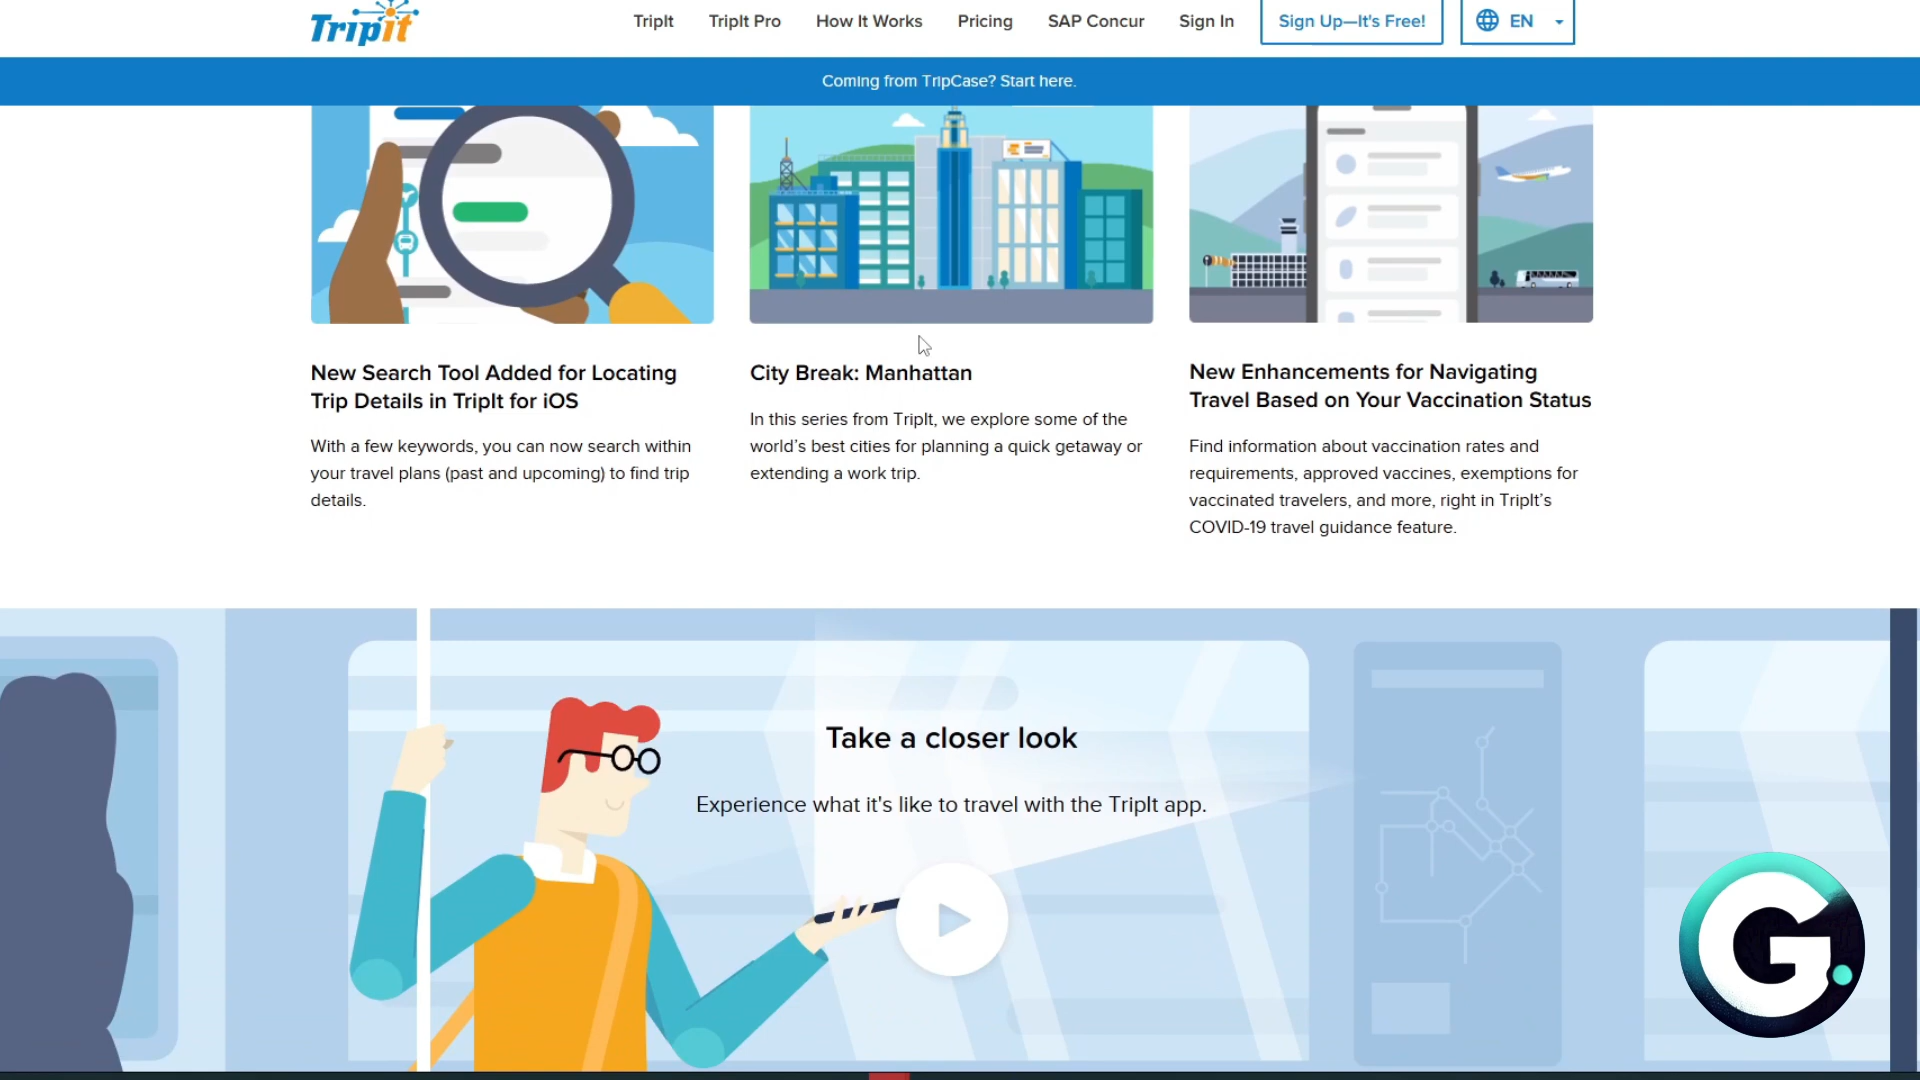 TripIt
TripIt
TripIt Pro
How It Works
Pricing
SAP Concur
Sign In
Sign Up—It's Free!
EN
Coming from TripCase? Start here.
New Search Tool Added for Locating
Trip Details in TripIt for iOS
With a few keywords, you can now search within
your travel plans (past and upcoming) to find trip
details.
City Break: Manhattan
In this series from TripIt, we explore some of the
world’s best cities for planning a quick getaway or
extending a work trip.
New Enhancements for Navigating
Travel Based on Your Vaccination Status
Find information about vaccination rates and
requirements, approved vaccines, exemptions for
vaccinated travelers, and more, right in TripIt’s
COVID-19 travel guidance feature.
Take a closer look
Experience what it's like to travel with the TripIt app.
G.